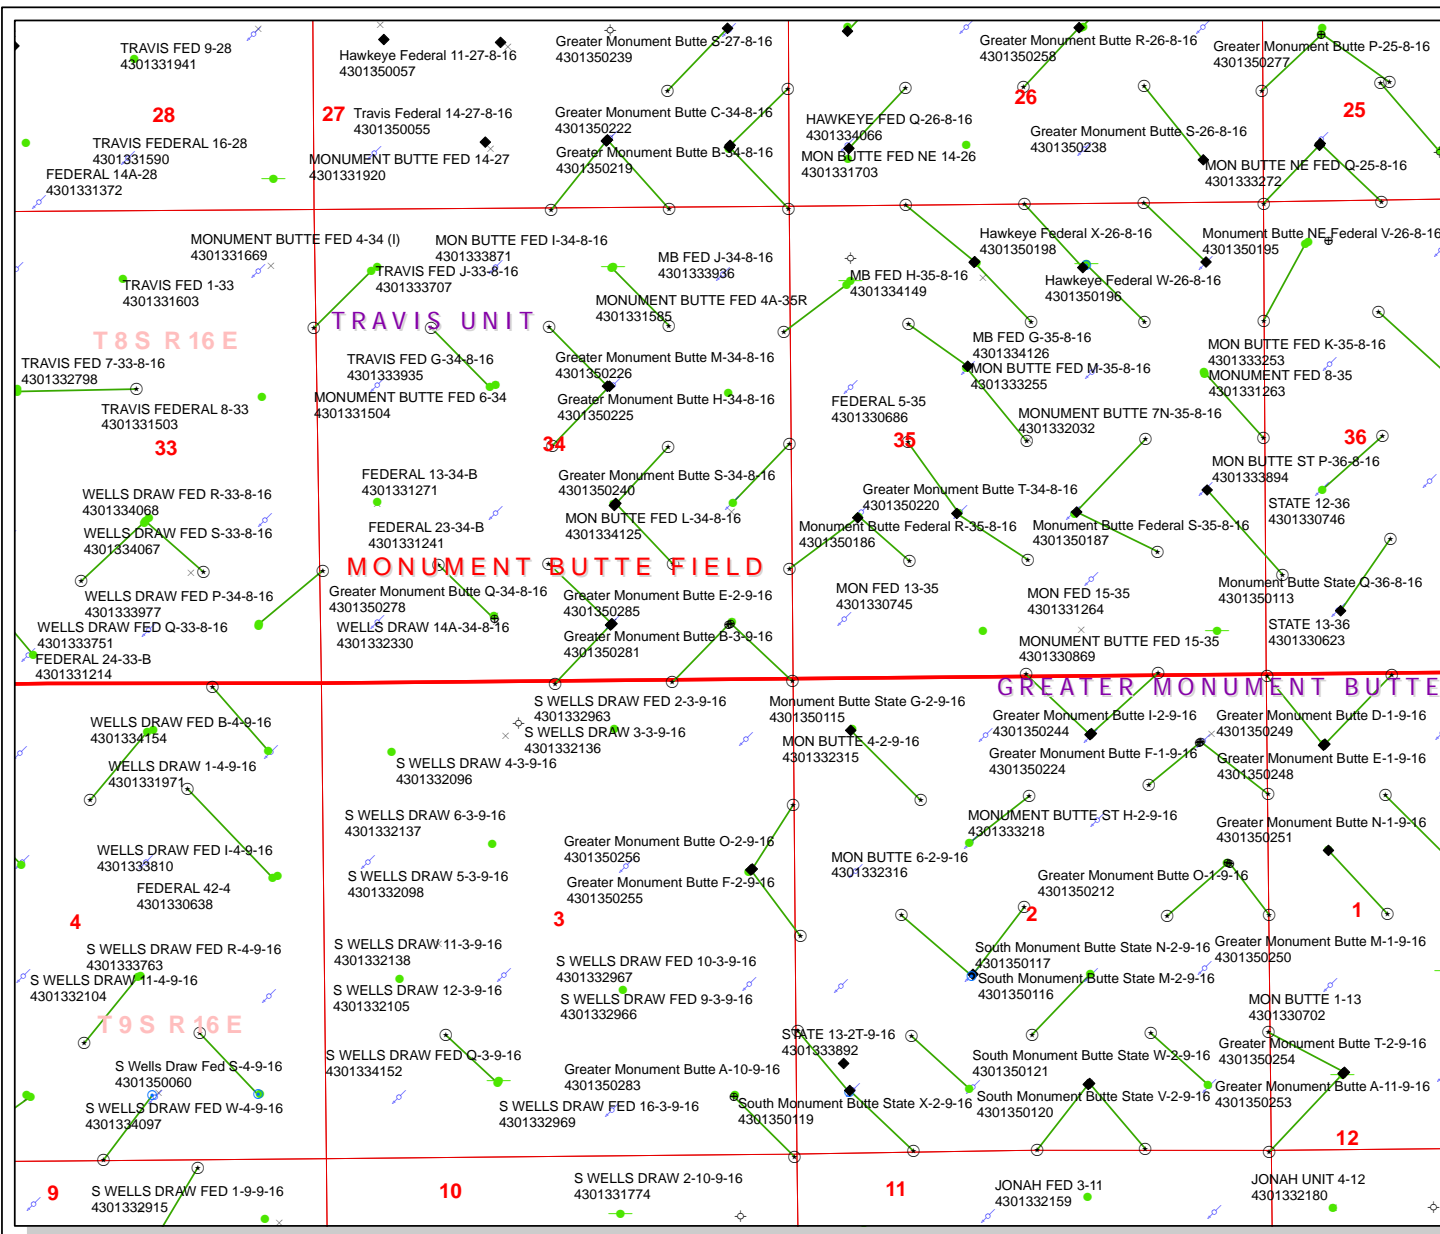 TRAVIS FED 9-28
4301331941
Hawkeye Federal 11-27-8-16
4301350057
Greater Monument Butte S-27-8-16
4301350239
Greater Monument Butte R-26-8-16
4301350258
Greater Monument Butte P-25-8-16
4301350277
28
27
26
25
Travis Federal 14-27-8-16
4301350055
Greater Monument Butte C-34-8-16
4301350222
HAWKEYE FED Q-26-8-16
4301334066
Greater Monument Butte S-26-8-16
4301350238
TRAVIS FEDERAL 16-28
4301331590
MONUMENT BUTTE FED 14-27
4301331920
Greater Monument Butte B-34-8-16
4301350219
MON BUTTE FED NE 14-26
4301331703
MON BUTTE NE FED Q-25-8-16
4301333272
FEDERAL 14A-28
4301331372
MONUMENT BUTTE FED 4-34 (I)
4301331669
MON BUTTE FED I-34-8-16
4301333871
Hawkeye Federal X-26-8-16
4301350198
Monument Butte NE Federal V-26-8-16
4301350195
TRAVIS FED J-33-8-16
4301333707
MB FED J-34-8-16
4301333936
MB FED H-35-8-16
4301334149
Hawkeye Federal W-26-8-16
4301350196
TRAVIS FED 1-33
4301331603
MONUMENT BUTTE FED 4A-35R
4301331585
TRAVIS UNIT
T8S R16E
MB FED G-35-8-16
4301334126
MON BUTTE FED K-35-8-16
4301333253
TRAVIS FED 7-33-8-16
4301332798
TRAVIS FED G-34-8-16
4301333935
Greater Monument Butte M-34-8-16
4301350226
MON BUTTE FED M-35-8-16
4301333255
MONUMENT FED 8-35
4301331263
TRAVIS FEDERAL 8-33
4301331503
MONUMENT BUTTE FED 6-34
4301331504
Greater Monument Butte H-34-8-16
4301350225
FEDERAL 5-35
4301330686
MONUMENT BUTTE 7N-35-8-16
4301332032
33
34
35
36
WELLS DRAW FED R-33-8-16
4301334068
FEDERAL 13-34-B
4301331271
Greater Monument Butte S-34-8-16
4301350240
Greater Monument Butte T-34-8-16
4301350220
MON BUTTE ST P-36-8-16
4301333894
STATE 12-36
4301330746
WELLS DRAW FED S-33-8-16
4301334067
FEDERAL 23-34-B
4301331241
MON BUTTE FED L-34-8-16
4301334125
Monument Butte Federal R-35-8-16
4301350186
Monument Butte Federal S-35-8-16
4301350187
MONUMENT BUTTE FIELD
WELLS DRAW FED P-34-8-16
4301333977
Greater Monument Butte Q-34-8-16
4301350278
Greater Monument Butte E-2-9-16
4301350285
MON FED 13-35
4301330745
MON FED 15-35
4301331264
Monument Butte State Q-36-8-16
4301350113
WELLS DRAW FED Q-33-8-16
4301333751
WELLS DRAW 14A-34-8-16
4301332330
Greater Monument Butte B-3-9-16
4301350281
MONUMENT BUTTE FED 15-35
4301330869
STATE 13-36
4301330623
FEDERAL 24-33-B
4301331214
GREATER MONUMENT BUTTE
WELLS DRAW FED B-4-9-16
4301334154
S WELLS DRAW FED 2-3-9-16
4301332963
Monument Butte State G-2-9-16
4301350115
Greater Monument Butte I-2-9-16
4301350244
Greater Monument Butte D-1-9-16
4301350249
S WELLS DRAW 3-3-9-16
4301332136
MON BUTTE 4-2-9-16
4301332315
Greater Monument Butte F-1-9-16
4301350224
Greater Monument Butte E-1-9-16
4301350248
WELLS DRAW 1-4-9-16
4301331971
S WELLS DRAW 4-3-9-16
4301332096
S WELLS DRAW 6-3-9-16
4301332137
MONUMENT BUTTE ST H-2-9-16
4301333218
Greater Monument Butte N-1-9-16
4301350251
WELLS DRAW FED I-4-9-16
4301333810
Greater Monument Butte O-2-9-16
4301350256
MON BUTTE 6-2-9-16
4301332316
FEDERAL 42-4
4301330638
S WELLS DRAW 5-3-9-16
4301332098
Greater Monument Butte F-2-9-16
4301350255
Greater Monument Butte O-1-9-16
4301350212
4
3
2
1
S WELLS DRAW FED R-4-9-16
4301333763
S WELLS DRAW 11-3-9-16
4301332138
S WELLS DRAW FED 10-3-9-16
4301332967
South Monument Butte State N-2-9-16
4301350117
Greater Monument Butte M-1-9-16
4301350250
S WELLS DRAW 11-4-9-16
4301332104
S WELLS DRAW 12-3-9-16
4301332105
S WELLS DRAW FED 9-3-9-16
4301332966
South Monument Butte State M-2-9-16
4301350116
MON BUTTE 1-13
4301330702
T9S R16E
STATE 13-2T-9-16
4301333892
Greater Monument Butte T-2-9-16
4301350254
S Wells Draw Fed S-4-9-16
4301350060
S WELLS DRAW FED Q-3-9-16
4301334152
Greater Monument Butte A-10-9-16
4301350283
South Monument Butte State W-2-9-16
4301350121
Greater Monument Butte A-11-9-16
4301350253
S WELLS DRAW FED W-4-9-16
4301334097
S WELLS DRAW FED 16-3-9-16
4301332969
South Monument Butte State X-2-9-16
4301350119
South Monument Butte State V-2-9-16
4301350120
12
9
10
11
S WELLS DRAW FED 1-9-9-16
4301332915
S WELLS DRAW 2-10-9-16
4301331774
JONAH FED 3-11
4301332159
JONAH UNIT 4-12
4301332180